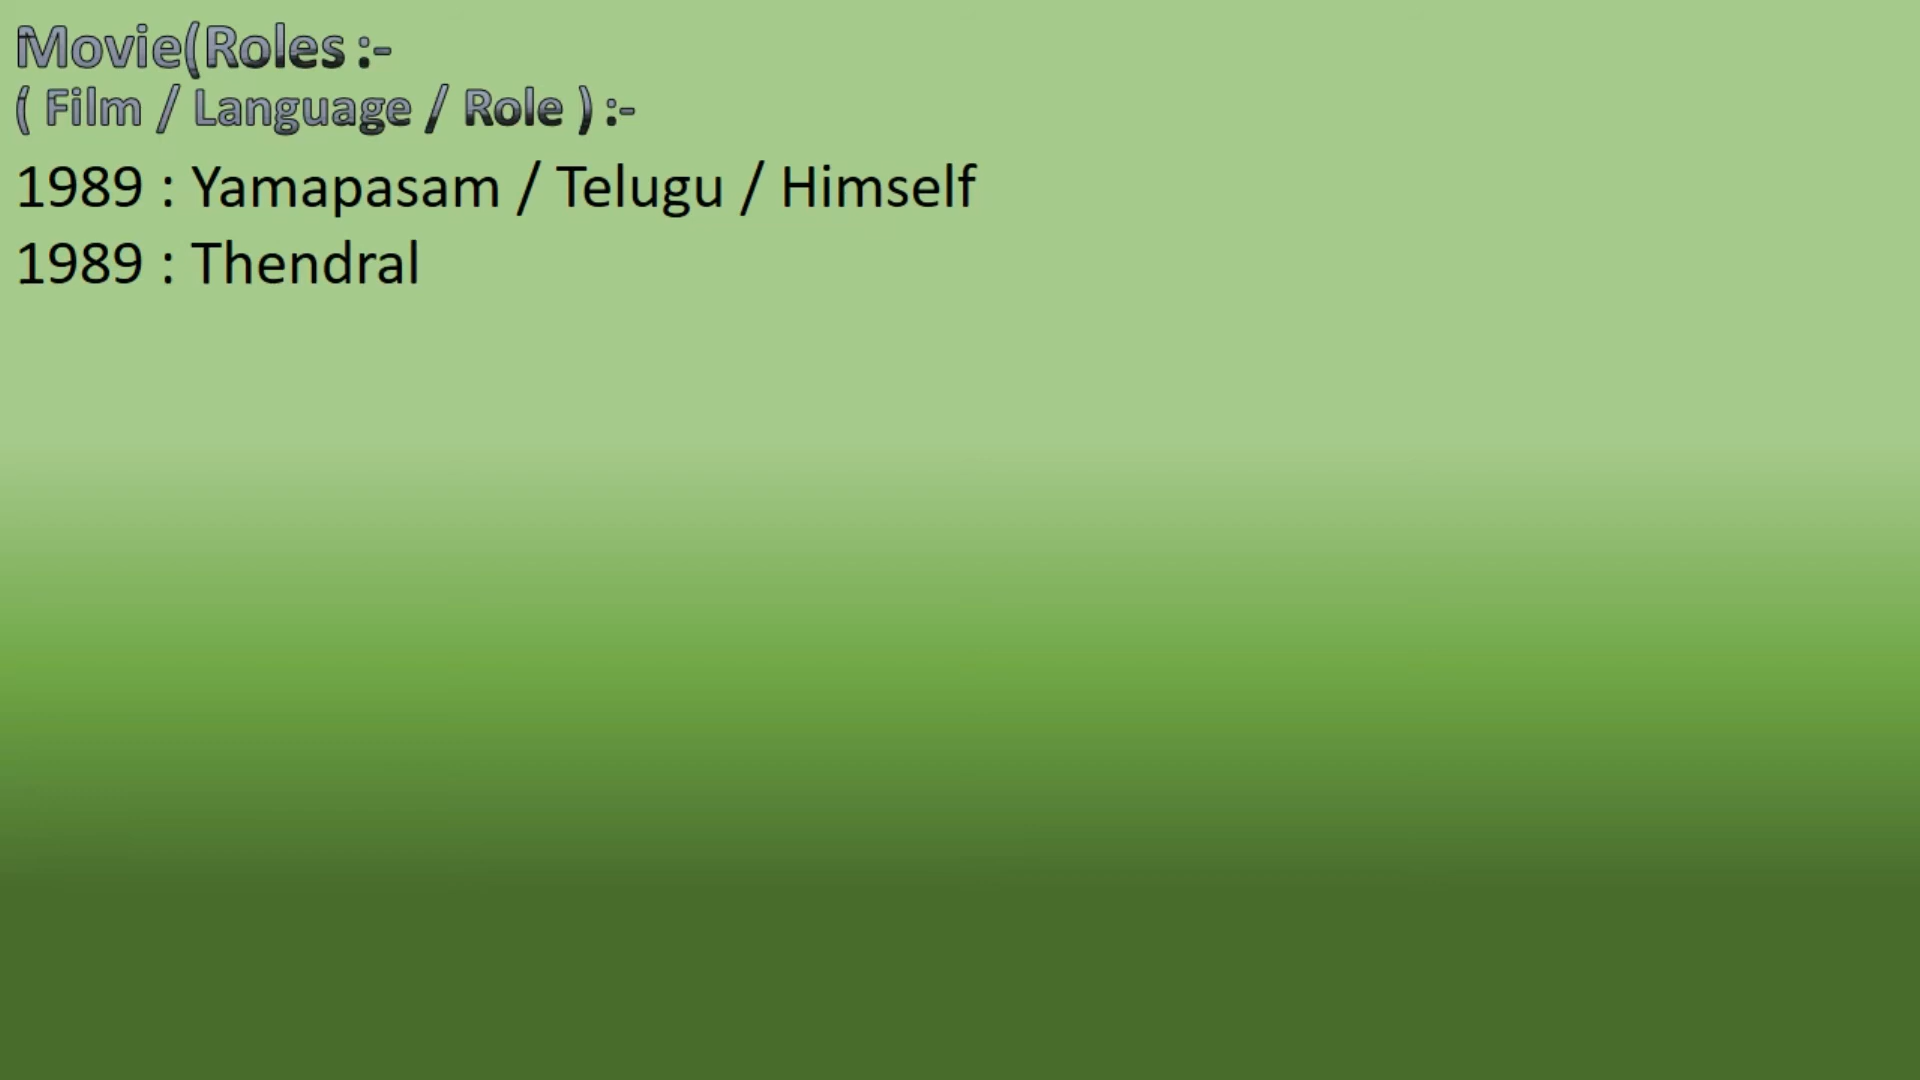 Movie(Roles :-
( Film / Language / Role ) :-
1989 : Yamapasam / Telugu / Himself
1989 : Thendral